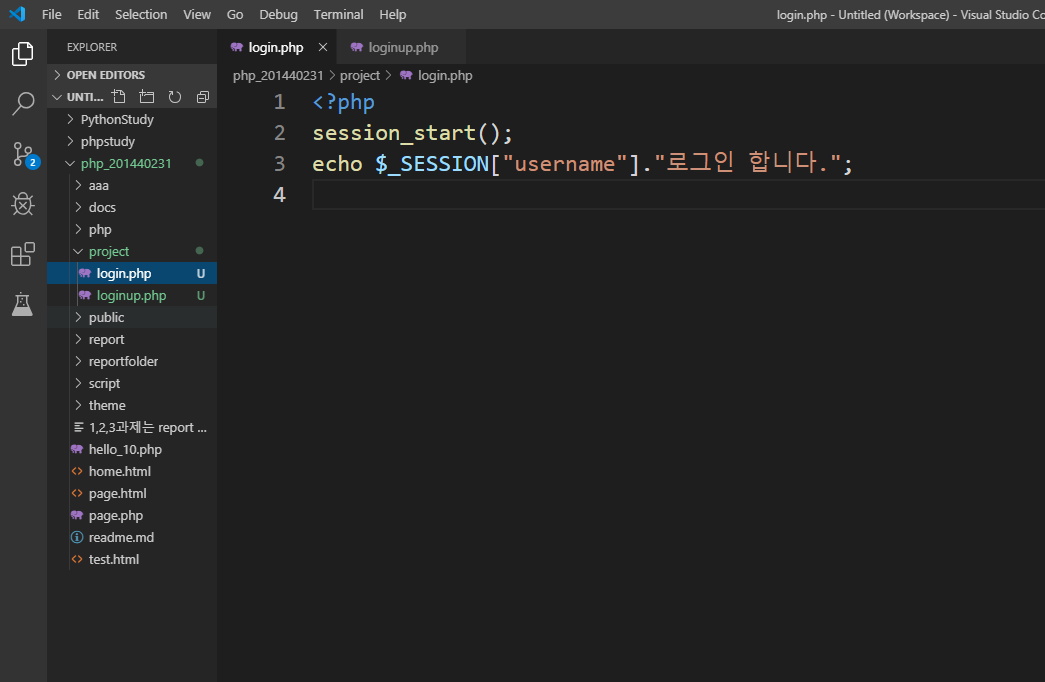 File Edit Selection View Go Debug Terminal Help
login.php - Untitled (Workspace) - Visual Studio Co
EXPLORER
OPEN EDITORS
UNTI...
PythonStudy
phpstudy
php_201440231
aaa
docs
php
project
login.php U
loginup.php U
public
report
reportfolder
script
theme
1,2,3과제는 report ...
hello_10.php
home.html
page.html
page.php
readme.md
test.html
2
login.php loginup.php
php_201440231 > project > login.php
1 <?php
2 session_start();
3 echo $_SESSION["username"]."로그인 합니다.";
4